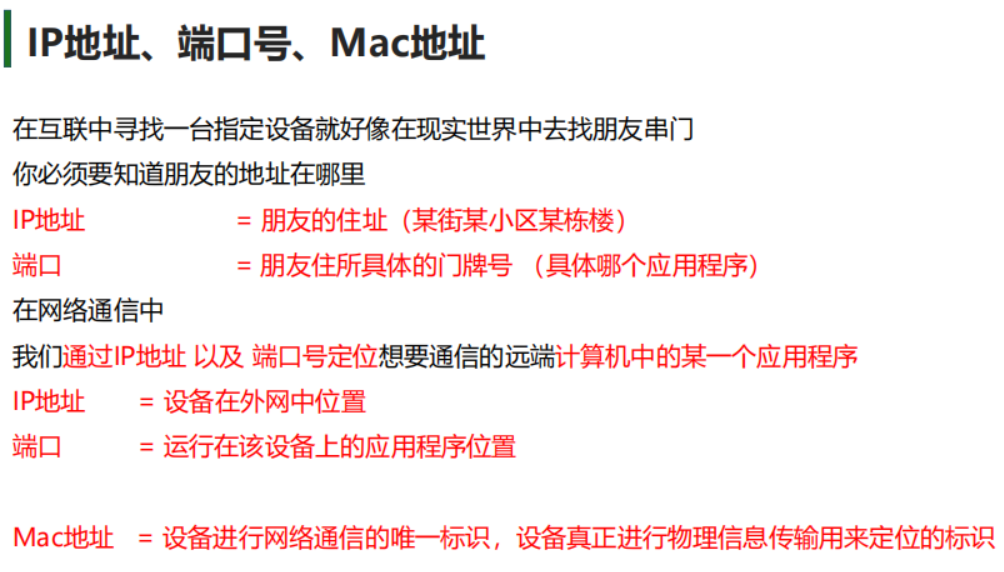 IP地址、端口号、Mac地址
在互联中寻找一台指定设备就好像在现实世界中去找朋友串门
你必须要知道朋友的地址在哪里
IP地址 = 朋友的住址（某街某小区某栋楼）
端口 = 朋友住所具体的门牌号 （具体哪个应用程序）
在网络通信中
我们通过IP地址 以及 端口号定位想要通信的远端计算机中的某一个应用程序
IP地址 = 设备在外网中位置
端口 = 运行在该设备上的应用程序位置
Mac地址 = 设备进行网络通信的唯一标识，设备真正进行物理信息传输用来定位的标识